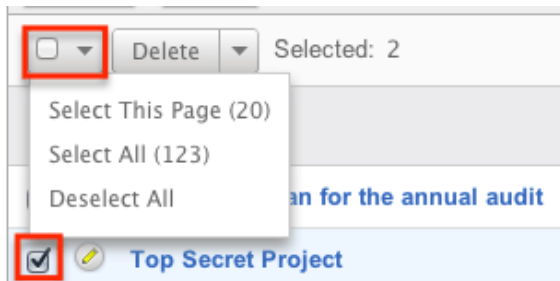 Delete Selected: 2
Select This Page (20)
Select All (123)
Deselect All
an for the annual audit
Top Secret Project